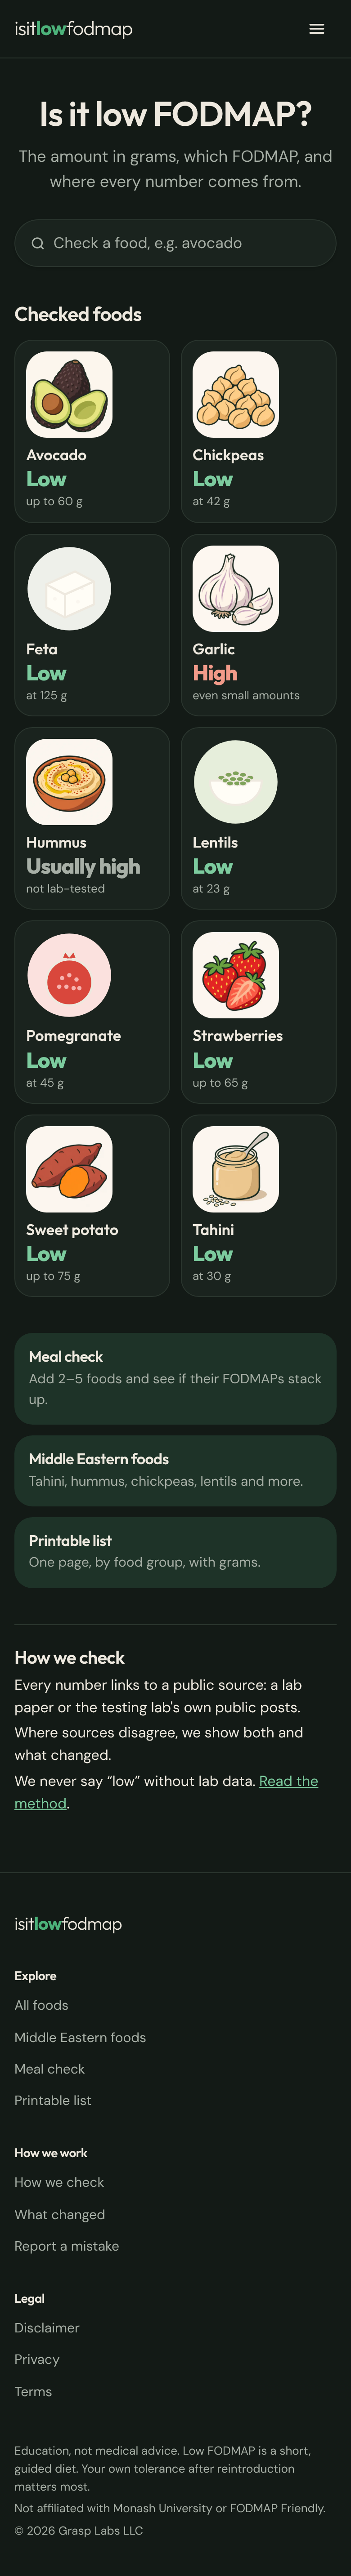 isitlowfodmap
Is it low FODMAP?
The amount in grams, which FODMAP, and
where every number comes from.
Check a food, e.g. avocado
Checked foods
Avocado
Low
up to 60 g
Chickpeas
Low
at 42 g
Feta
Low
at 125 g
Garlic
High
even small amounts
Hummus
Usually high
not lab-tested
Lentils
Low
at 23 g
Pomegranate
Low
at 45 g
Strawberries
Low
up to 65 g
Sweet potato
Low
up to 75 g
Tahini
Low
at 30 g
Meal check
Add 2–5 foods and see if their FODMAPs stack
up.
Middle Eastern foods
Tahini, hummus, chickpeas, lentils and more.
Printable list
One page, by food group, with grams.
How we check
Every number links to a public source: a lab
paper or the testing lab's own public posts.
Where sources disagree, we show both and
what changed.
We never say “low” without lab data. Read the
method.
isitlowfodmap
Explore
All foods
Middle Eastern foods
Meal check
Printable list
How we work
How we check
What changed
Report a mistake
Legal
Disclaimer
Privacy
Terms
Education, not medical advice. Low FODMAP is a short,
guided diet. Your own tolerance after reintroduction
matters most.
Not affiliated with Monash University or FODMAP Friendly.
© 2026 Grasp Labs LLC